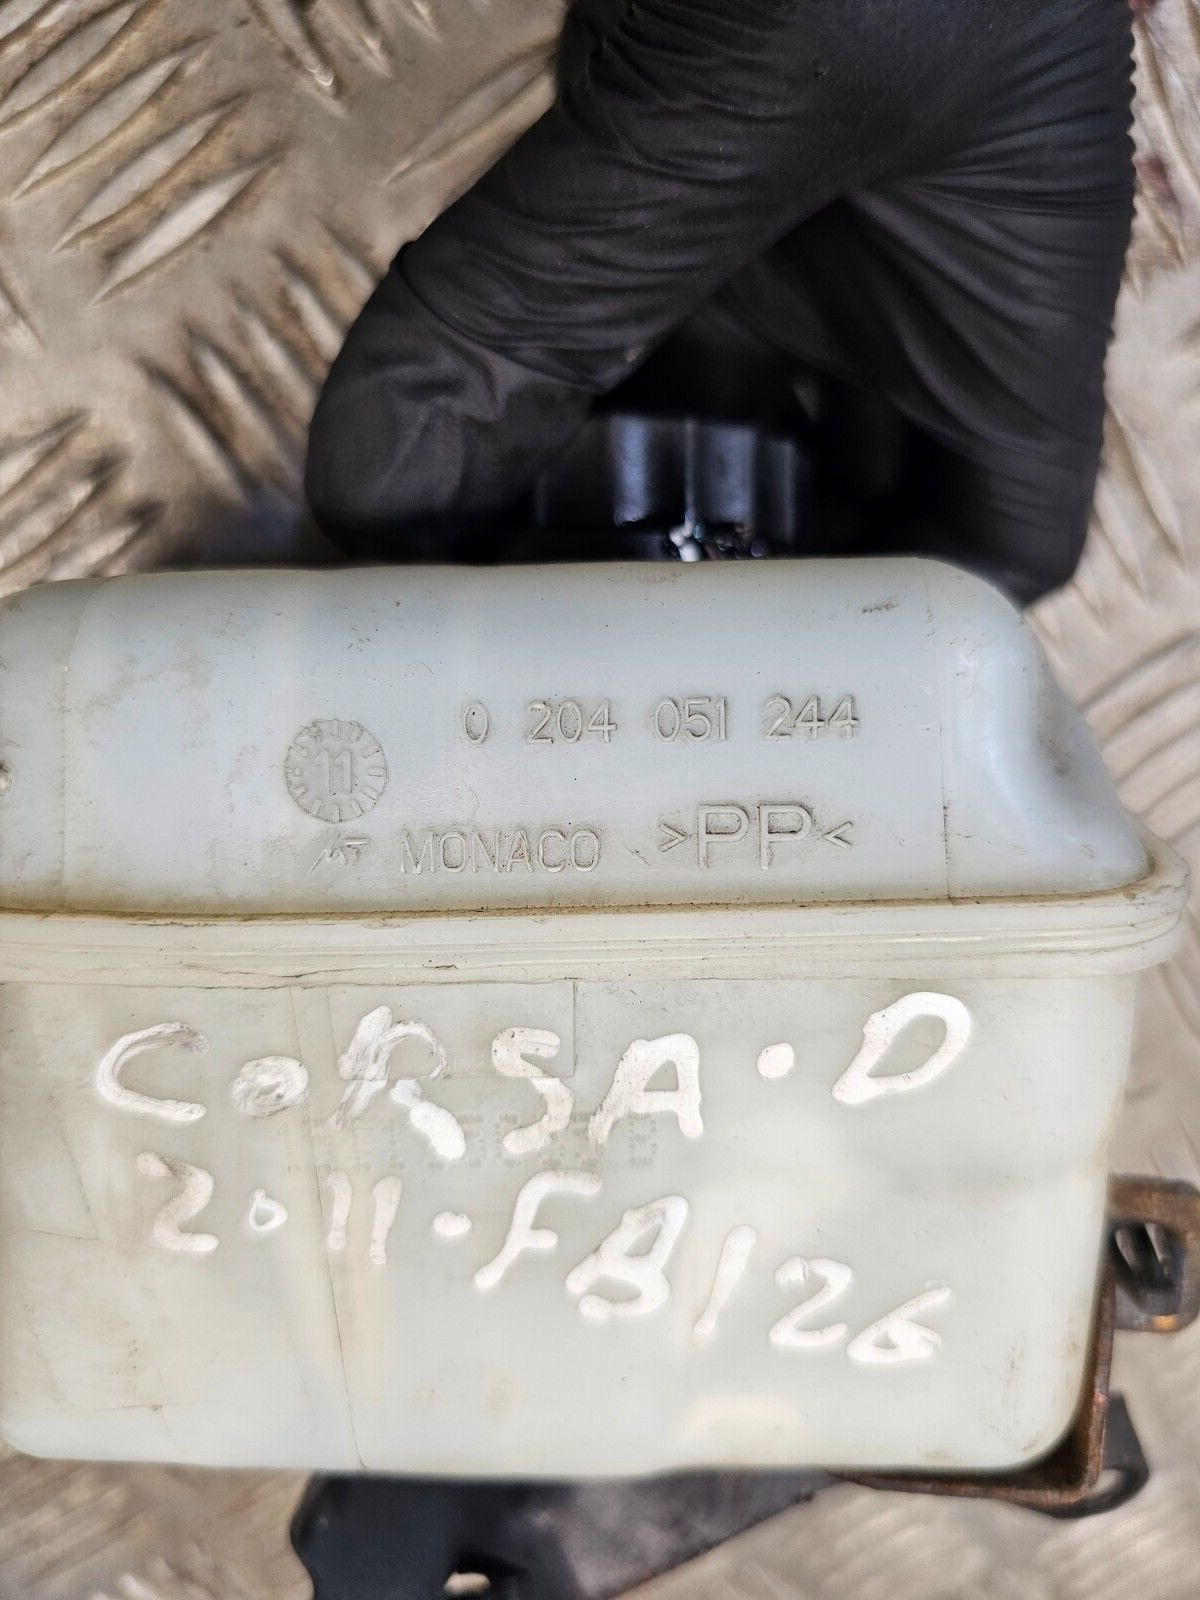 0 204 051 244
11
MONACO >PP<
CORSA·D
2011·FB126